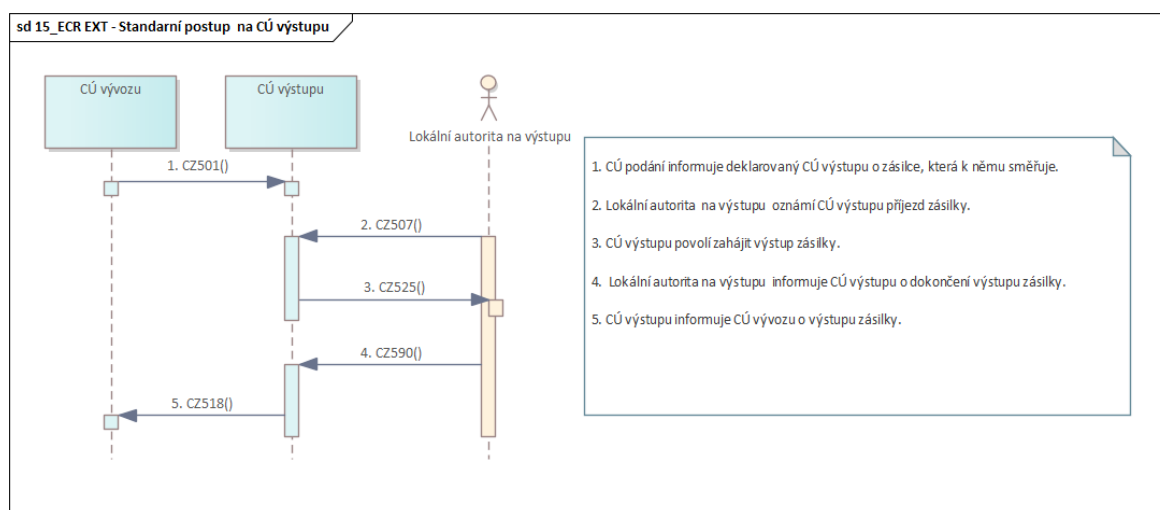 sd 15_ECR EXT - Standarní postup na CÚ výstupu
CÚ vývozu
CÚ výstupu
Lokální autorita na výstupu
1. CZ501()
2. CZ507()
3. CZ525()
4. CZ590()
5. CZ518()
1. CÚ podání informuje deklarovaný CÚ výstupu o zásilce, která k němu směřuje.
2. Lokální autorita na výstupu oznámí CÚ výstupu příjezd zásilky.
3. CÚ výstupu povolí zahájit výstup zásilky.
4. Lokální autorita na výstupu informuje CÚ výstupu o dokončení výstupu zásilky.
5. CÚ výstupu informuje CÚ vývozu o výstupu zásilky.